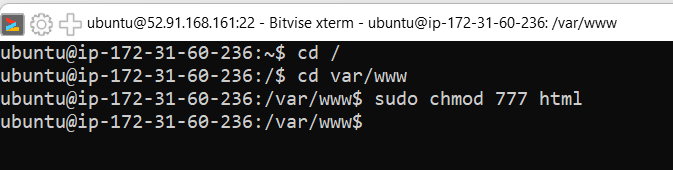 ubuntu@52.91.168.161:22 - Bitvise xterm - ubuntu@ip-172-31-60-236: /var/www
ubuntu@ip-172-31-60-236:~$ cd /
ubuntu@ip-172-31-60-236:/$ cd var/www
ubuntu@ip-172-31-60-236:/var/www$ sudo chmod 777 html
ubuntu@ip-172-31-60-236:/var/www$